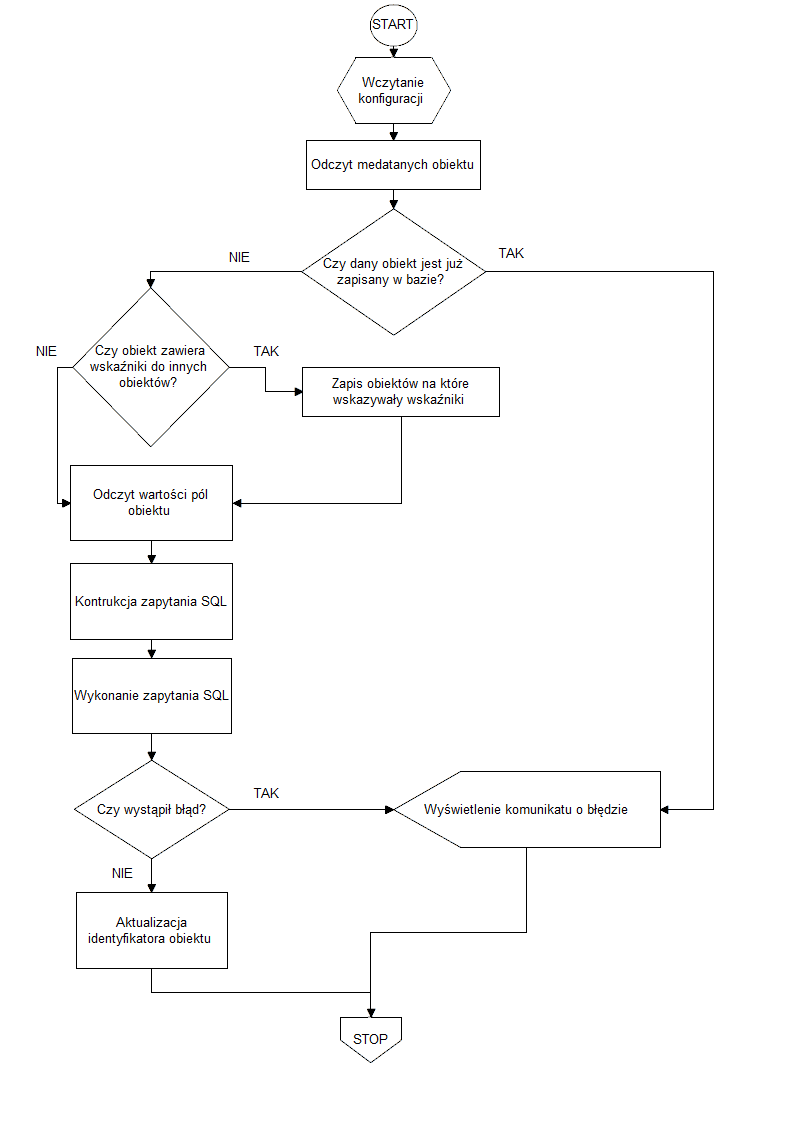 START
Wczytanie
konfiguracji
Odczyt medatanych obiektu
Czy dany obiekt jest już
zapisany w bazie?
NIE
TAK
Czy obiekt zawiera
wskaźniki do innych
obiektów?
NIE
TAK
Zapis obiektów na które
wskazywały wskaźniki
Odczyt wartości pól
obiektu
Kontrukcja zapytania SQL
Wykonanie zapytania SQL
Czy wystąpił błąd?
TAK
Wyświetlenie komunikatu o błędzie
NIE
Aktualizacja
identyfikatora obiektu
STOP